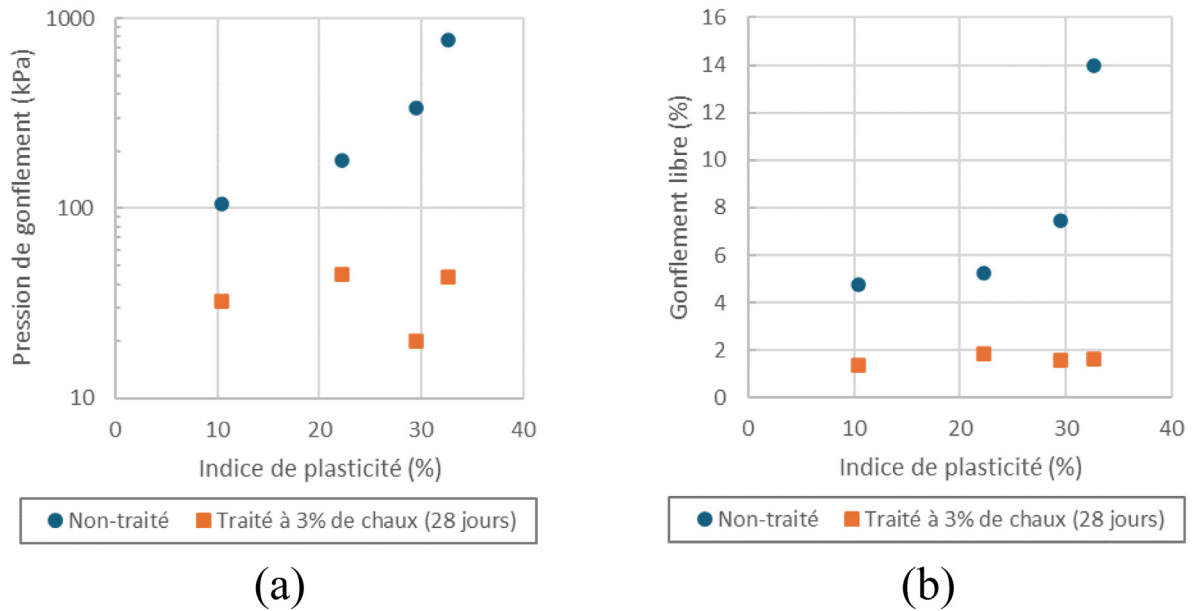 1000
100
10
0
10
20
30
40
Pression de gonflement (kPa)
Indice de plasticité (%)
Non-traité
Traité à 3% de chaux (28 jours)
(a)
16
14
12
10
8
6
4
2
0
0
10
20
30
40
Gonflement libre (%)
Indice de plasticité (%)
Non-traité
Traité à 3% de chaux (28 jours)
(b)